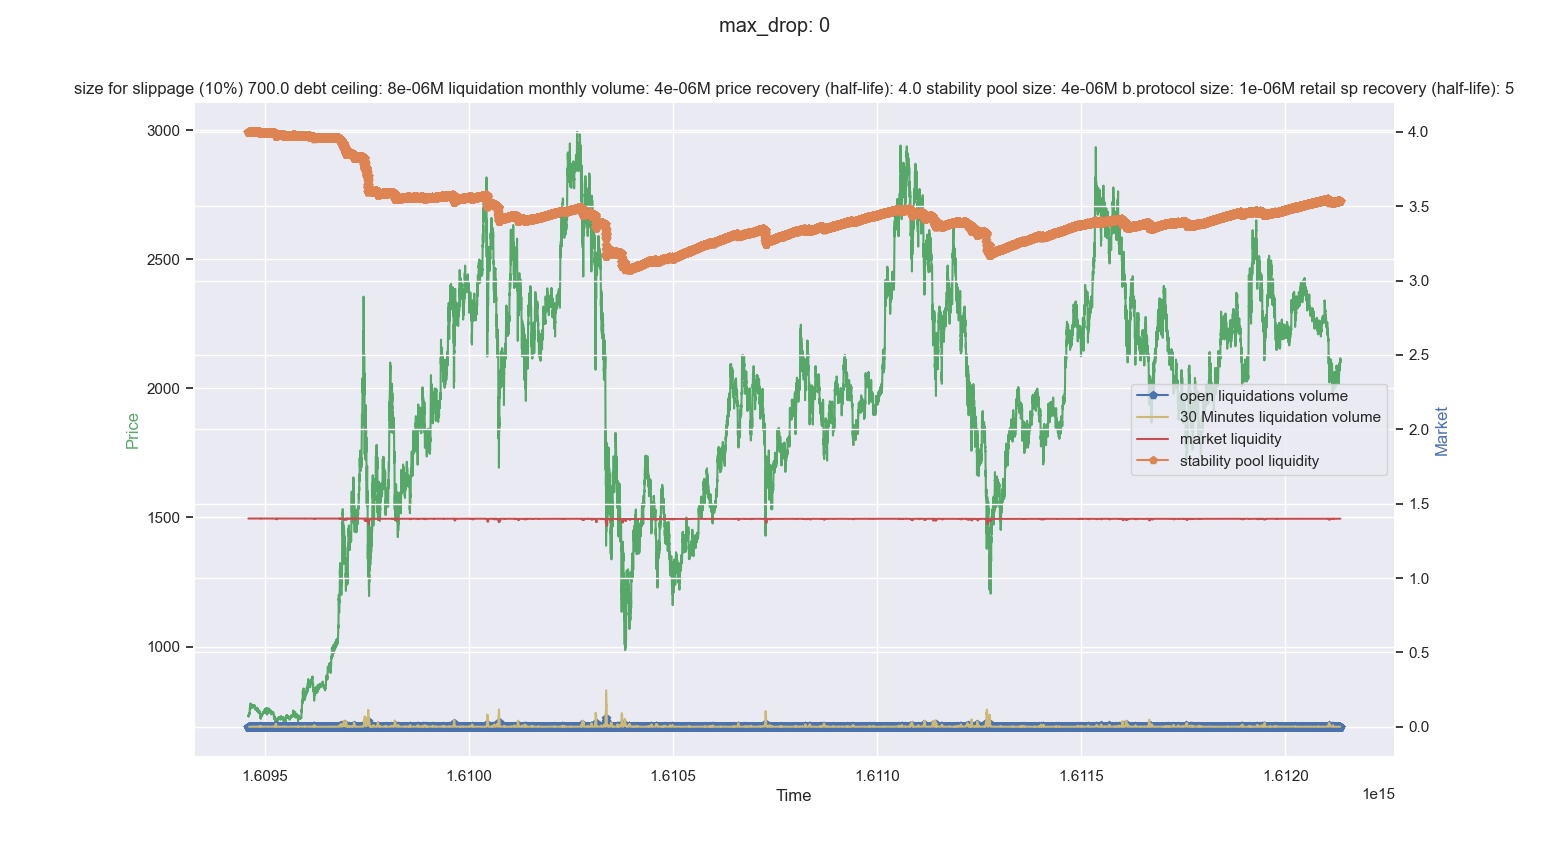 max_drop: 0
size for slippage (10%) 700.0 debt ceiling: 8e-06M liquidation monthly volume: 4e-06M price recovery (half-life): 4.0 stability pool size: 4e-06M b.protocol size: 1e-06M retail sp recovery (half-life): 5
3000
2500
2000
1500
1000
Price
4.0
3.5
3.0
2.5
2.0
1.5
1.0
0.5
0.0
Market
open liquidations volume
30 Minutes liquidation volume
market liquidity
stability pool liquidity
1.6095 1.6100 1.6105 1.6110 1.6115 1.6120
Time
1e15